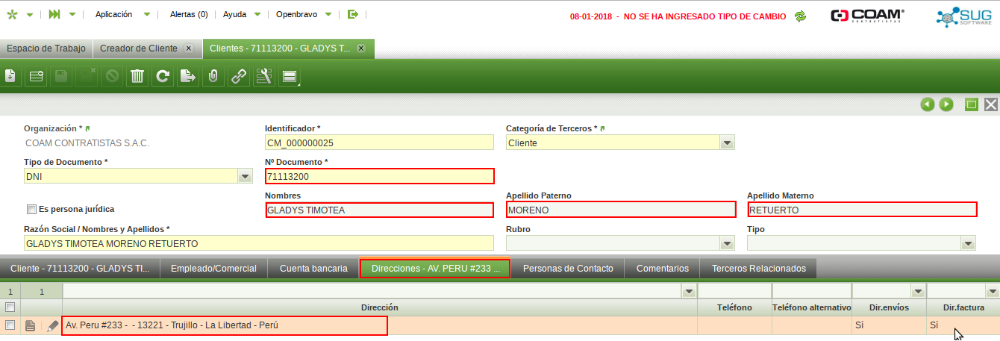 Aplicación Alertas (0) Ayuda Openbravo
08-01-2018 - NO SE HA INGRESADO TIPO DE CAMBIO
COAM
CONTRATISTAS
SUG
SOFTWARE
Espacio de Trabajo Creador de Cliente Clientes - 71113200 - GLADYS T...
Organización * Identificador * Categoría de Terceros *
COAM CONTRATISTAS S.A.C. CM_000000025 Cliente
Tipo de Documento * Nº Documento *
DNI 71113200
Nombres Apellido Paterno Apellido Materno
Es persona jurídica GLADYS TIMOTEA MORENO RETUERTO
Razón Social / Nombres y Apellidos * Rubro Tipo
GLADYS TIMOTEA MORENO RETUERTO
Cliente - 71113200 - GLADYS TI... Empleado/Comercial Cuenta bancaria Direcciones - AV. PERU #233 ... Personas de Contacto Comentarios Terceros Relacionados
1 1
Dirección Teléfono Teléfono alternativo Dir.envíos Dir.factura
Av. Peru #233 - - 13221 - Trujillo - La Libertad - Perú Sí Sí